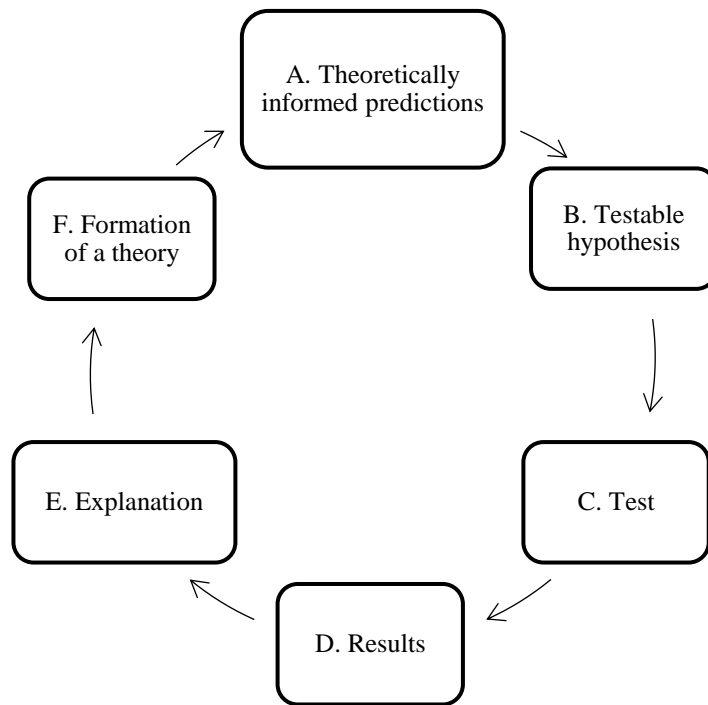 A. Theoretically
informed predictions
B. Testable
hypothesis
C. Test
D. Results
E. Explanation
F. Formation
of a theory